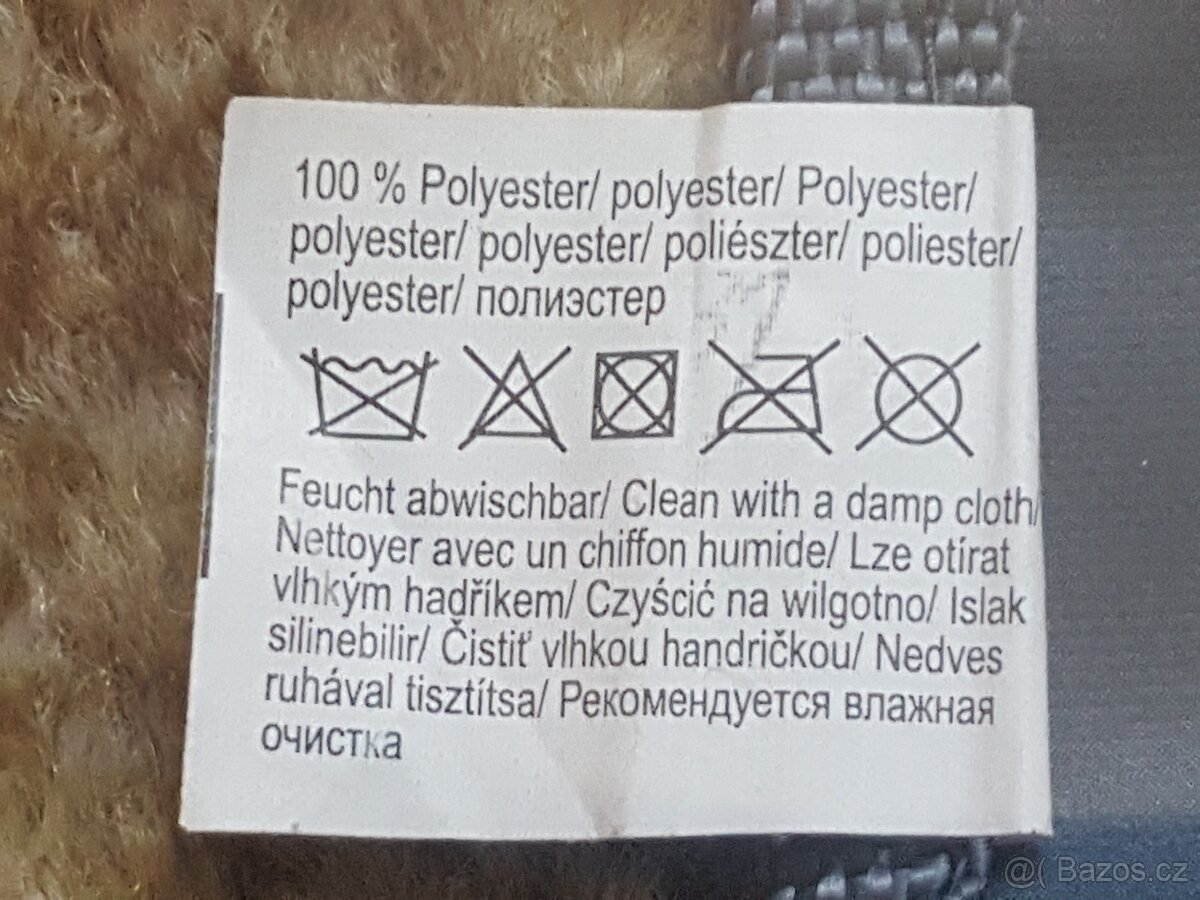 100 % Polyester/ polyester/ Polyester/
polyester/ polyester/ poliészter/ poliester/
polyester/ полиэстер
Feucht abwischbar/ Clean with a damp cloth/
Nettoyer avec un chiffon humide/ Lze otírat
vlhkým hadříkem/ Czyścić na wilgotno/ Islak
silinebilir/ Čistiť vlhkou handričkou/ Nedves
ruhával tisztítsa/ Рекомендуется влажная
очистка
@( Bazos.cz